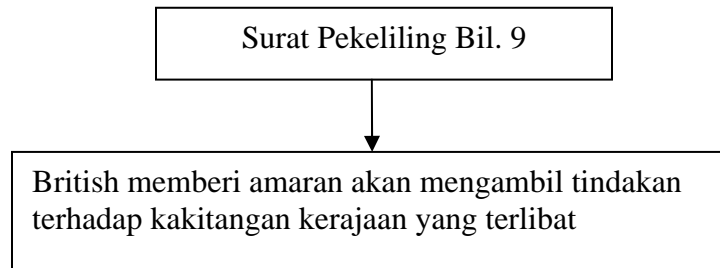 Surat Pekeliling Bil. 9
British memberi amaran akan mengambil tindakan
terhadap kakitangan kerajaan yang terlibat